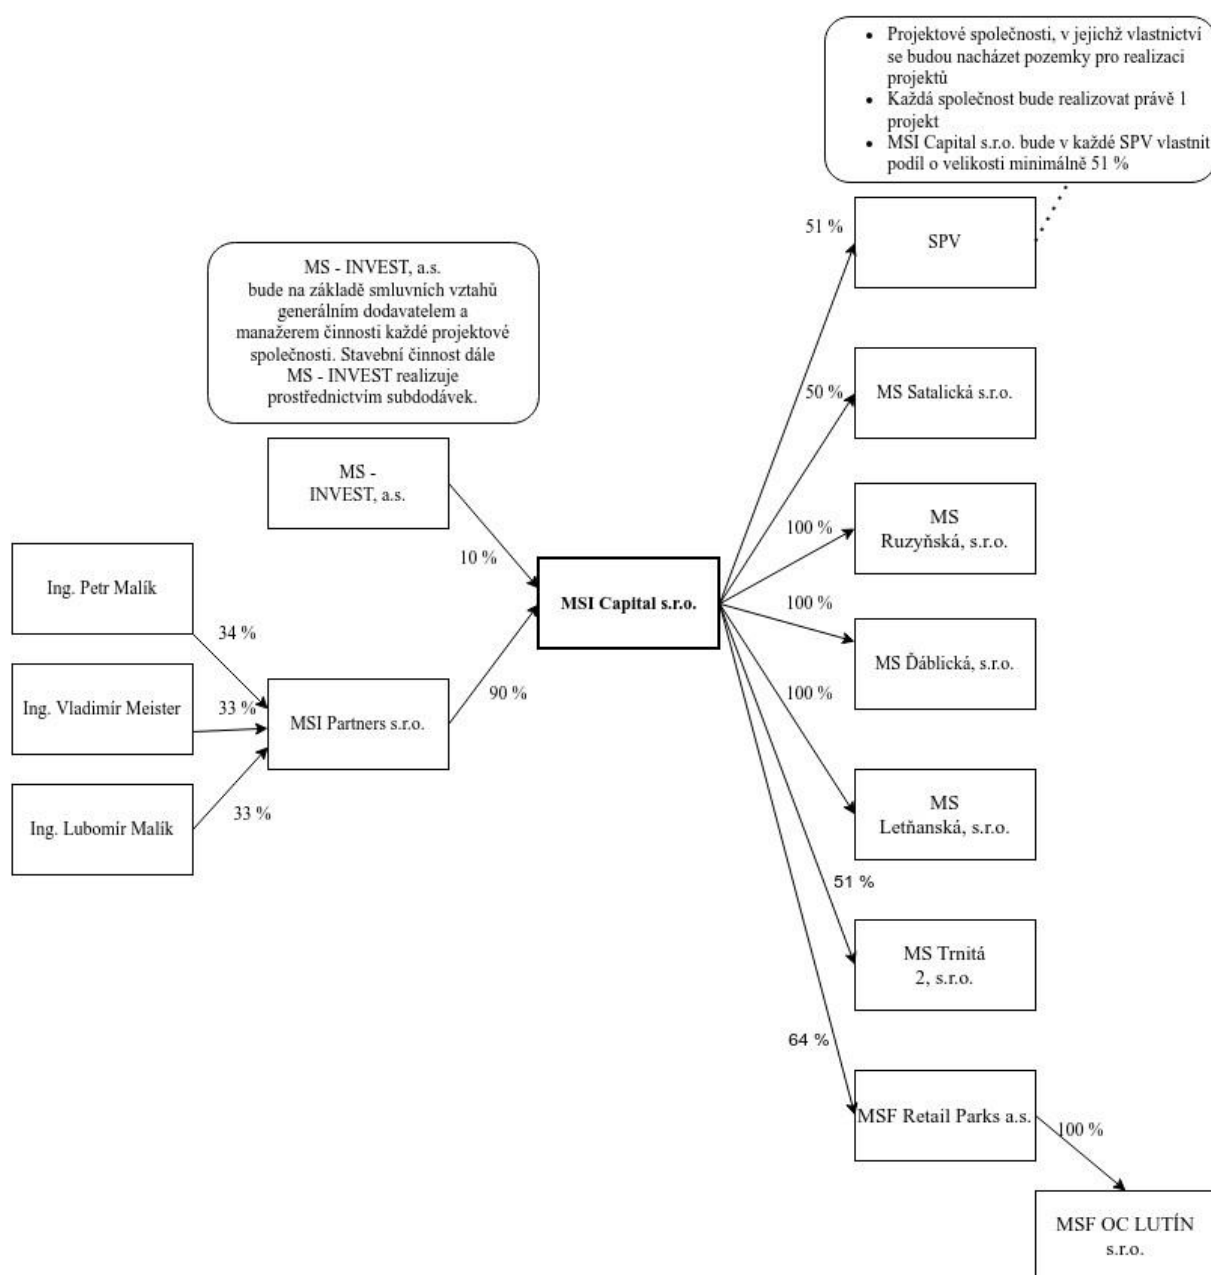 • Projektové společnosti, v jejichž vlastnictví
se budou nacházet pozemky pro realizaci
projektů
• Každá společnost bude realizovat právě 1
projekt
• MSI Capital s.r.o. bude v každé SPV vlastnit
podíl o velikosti minimálně 51 %
51 %
SPV
MS - INVEST, a.s.
bude na základě smluvních vztahů
generálním dodavatelem a
manažerem činnosti každé projektové
společnosti. Stavební činnost dále
MS - INVEST realizuje
prostřednictvím subdodávek.
50 %
MS Satalická s.r.o.
MS -
INVEST, a.s.
10 %
100 %
MS
Ruzyňská, s.r.o.
Ing. Petr Malík
34 %
MSI Capital s.r.o.
100 %
MS Ďáblická, s.r.o.
Ing. Vladimír Meister
33 %
MSI Partners s.r.o.
90 %
100 %
MS
Letňanská, s.r.o.
Ing. Lubomír Malík
33 %
51 %
MS Trnitá
2, s.r.o.
64 %
MSF Retail Parks a.s.
100 %
MSF OC LUTÍN
s.r.o.